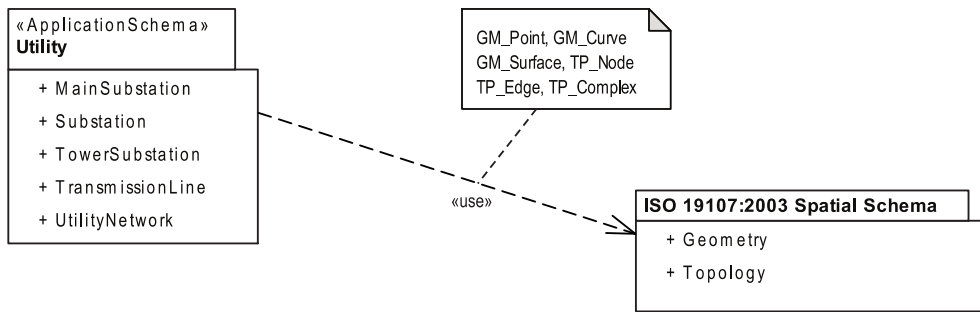 «ApplicationSchema»
Utility
+ MainSubstation
+ Substation
+ TowerSubstation
+ TransmissionLine
+ UtilityNetwork
GM_Point, GM_Curve
GM_Surface, TP_Node
TP_Edge, TP_Complex
«use»
ISO 19107:2003 Spatial Schema
+ Geometry
+ Topology